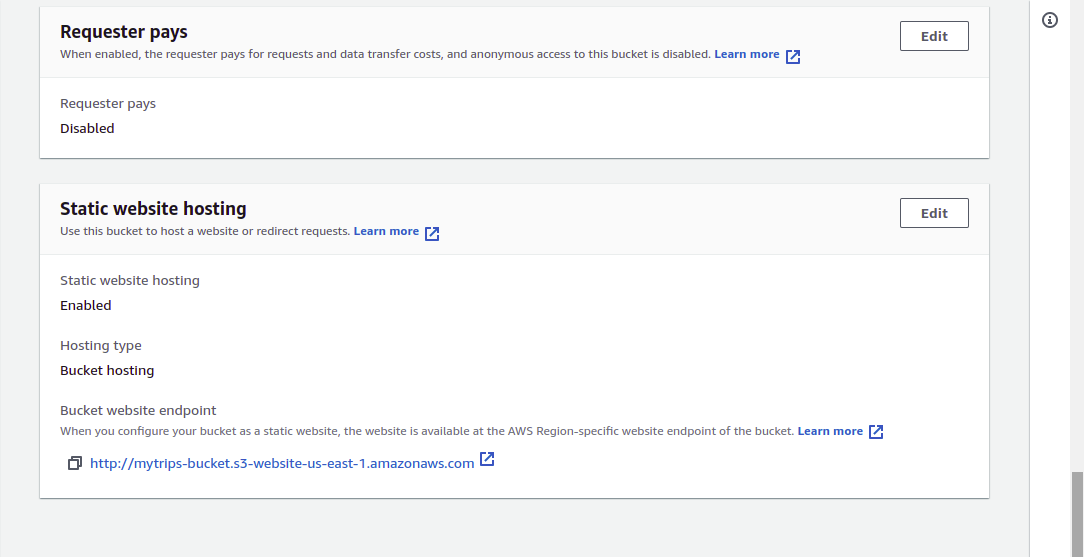 Requester pays
Edit
When enabled, the requester pays for requests and data transfer costs, and anonymous access to this bucket is disabled. Learn more
Requester pays
Disabled
Static website hosting
Edit
Use this bucket to host a website or redirect requests. Learn more
Static website hosting
Enabled
Hosting type
Bucket hosting
Bucket website endpoint
When you configure your bucket as a static website, the website is available at the AWS Region-specific website endpoint of the bucket. Learn more
http://mytrips-bucket.s3-website-us-east-1.amazonaws.com